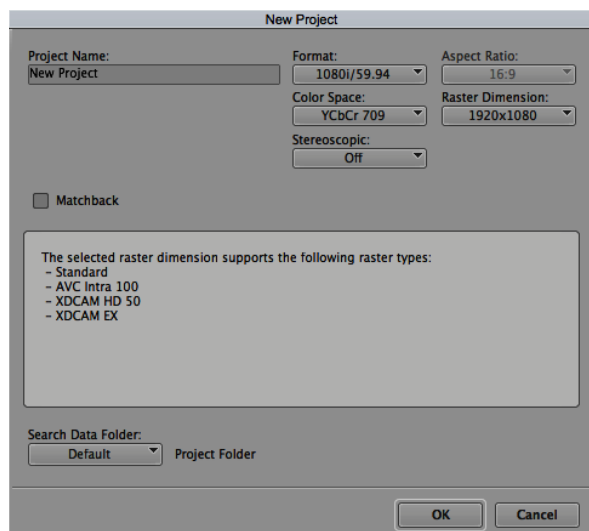 New Project
Project Name:
New Project
Format:
1080i/59.94
Aspect Ratio:
16:9
Color Space:
YCbCr 709
Raster Dimension:
1920x1080
Stereoscopic:
Off
Matchback
The selected raster dimension supports the following raster types:
– Standard
– AVC Intra 100
– XDCAM HD 50
– XDCAM EX
Search Data Folder:
Default
Project Folder
OK
Cancel